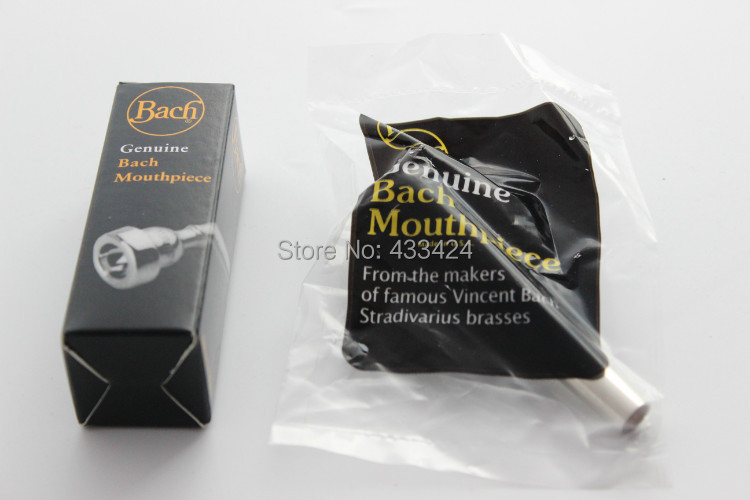 Bach
Genuine
Bach
Mouthpiece
Genuine
Bach
Mouthpiece
From the makers
of famous Vincent Bach
Stradivarius brasses
Store No: 433424